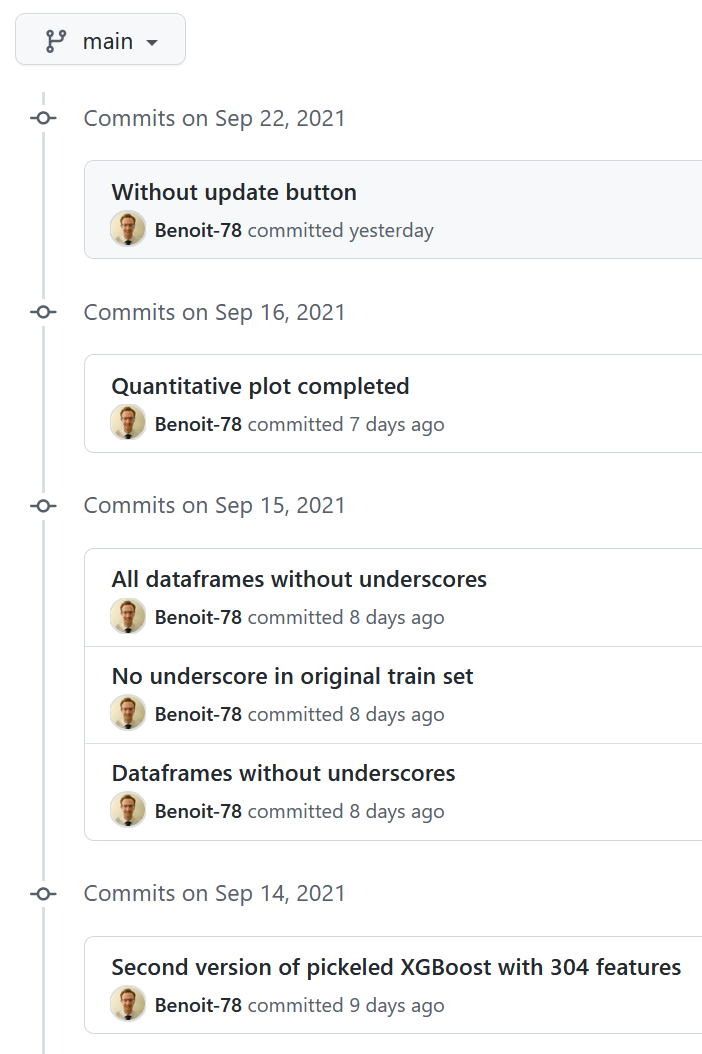 main
Commits on Sep 22, 2021
Without update button
Benoit-78 committed yesterday
Commits on Sep 16, 2021
Quantitative plot completed
Benoit-78 committed 7 days ago
Commits on Sep 15, 2021
All dataframes without underscores
Benoit-78 committed 8 days ago
No underscore in original train set
Benoit-78 committed 8 days ago
Dataframes without underscores
Benoit-78 committed 8 days ago
Commits on Sep 14, 2021
Second version of pickeled XGBoost with 304 features
Benoit-78 committed 9 days ago